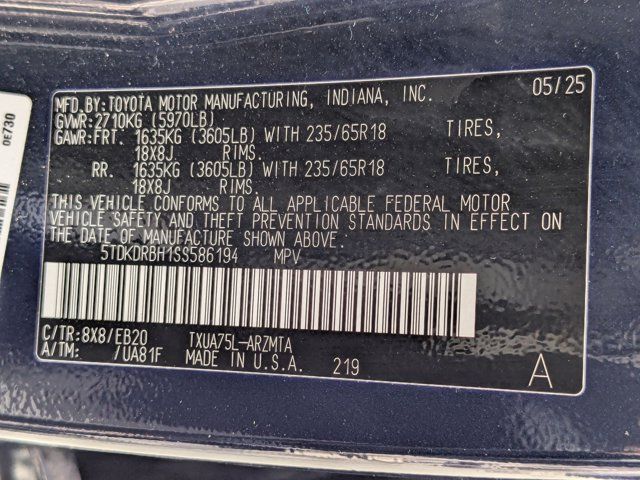 0E730
MFD.BY:TOYOTA MOTOR MANUFACTURING, INDIANA, INC. 05/25
GVWR:2710KG (5970LB)
GAWR:FRT. 1635KG (3605LB) WITH 235/65R18 TIRES,
18X8J RIMS.
RR. 1635KG (3605LB) WITH 235/65R18 TIRES,
18X8J RIMS.
THIS VEHICLE CONFORMS TO ALL APPLICABLE FEDERAL MOTOR
VEHICLE SAFETY AND THEFT PREVENTION STANDARDS IN EFFECT ON
THE DATE OF MANUFACTURE SHOWN ABOVE.
5TDKDRBH1SS586194 MPV
C/TR:8X8/EB20 TXUA75L-ARZMTA
A/TM: /UA81F MADE IN U.S.A. 219 A